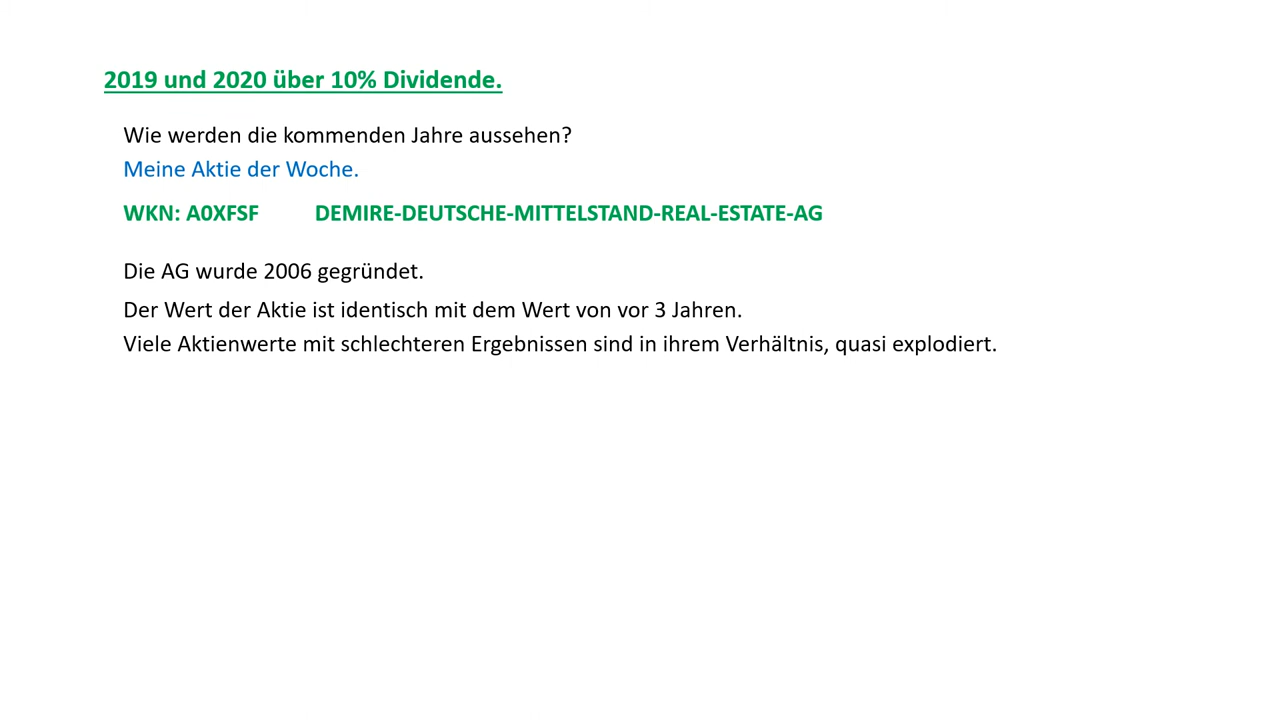 2019 und 2020 über 10% Dividende.
Wie werden die kommenden Jahre aussehen?
Meine Aktie der Woche.
WKN: A0XFSF DEMIRE-DEUTSCHE-MITTELSTAND-REAL-ESTATE-AG
Die AG wurde 2006 gegründet.
Der Wert der Aktie ist identisch mit dem Wert von vor 3 Jahren.
Viele Aktienwerte mit schlechteren Ergebnissen sind in ihrem Verhältnis, quasi explodiert.